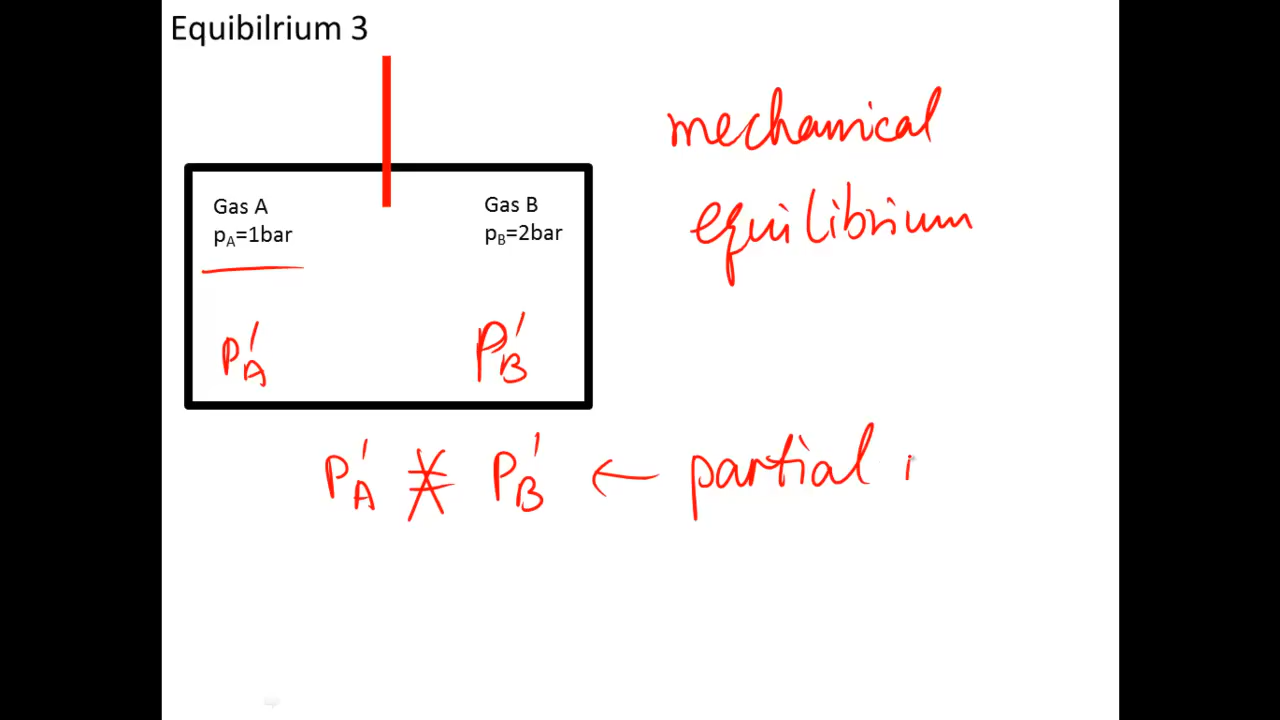 Equibilrium 3
mechanical
equilibrium
Gas A
pA=1bar
Gas B
pB=2bar
P'A
P'B
P'A ≠ P'B ← partial